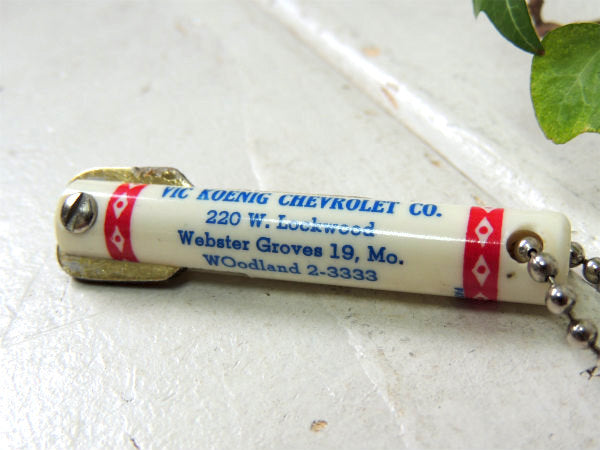 VIC KOENIG CHEVROLET CO.
220 W. Lockwood
Webster Groves 19, Mo.
WOodland 2-3333